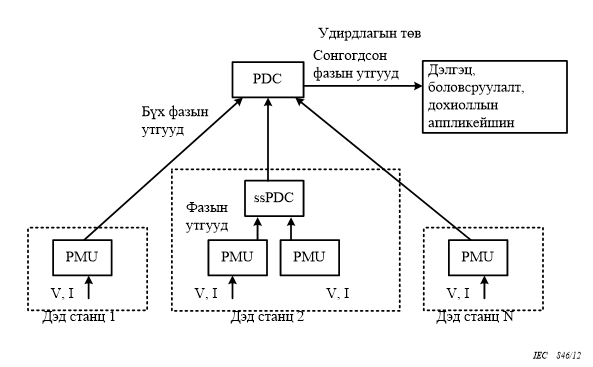 Удирдлагын төв
Сонгогдсон
фазын утгууд
PDC
Дэлгэц,
боловсруулалт,
дохиоллын
аппликейшин
Бүх фазын
утгууд
ssPDC
Фазын
утгууд
PMU
PMU
PMU
PMU
V, I
V, I
V, I
V, I
Дэд станц 1
Дэд станц 2
Дэд станц N
IEC 846/12